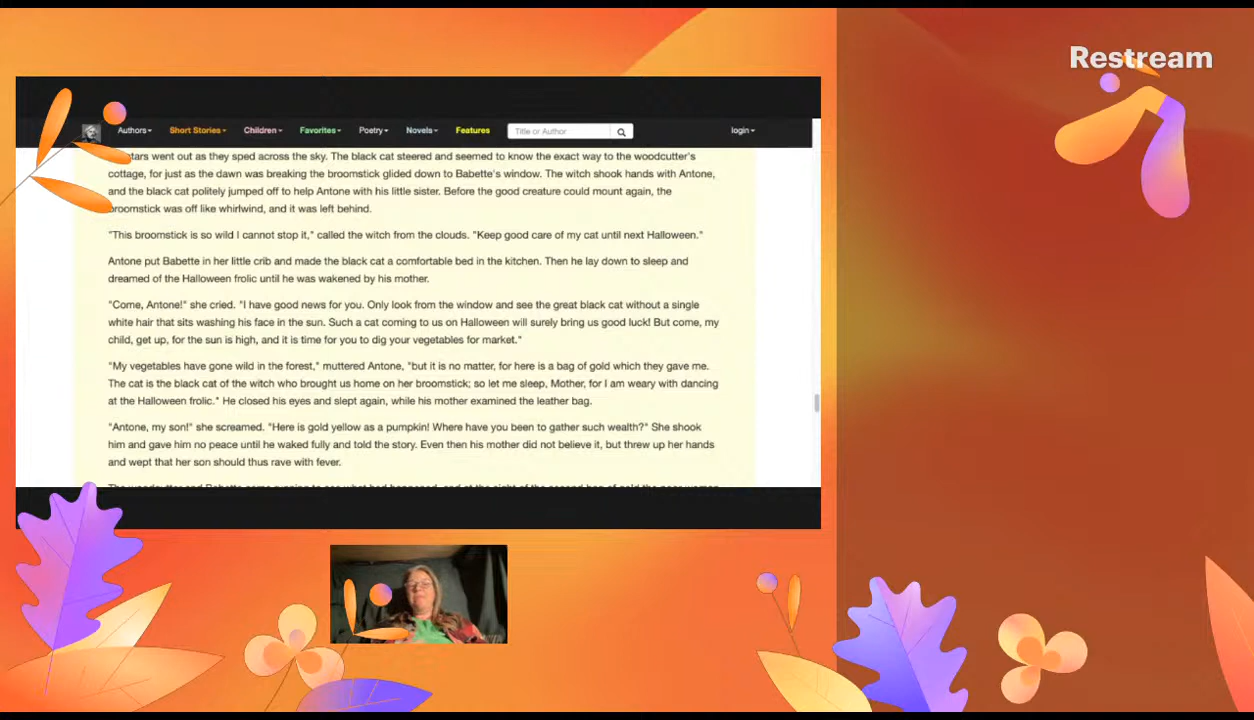 Restream
Authors
Short Stories
Children
Favorites
Poetry
Novels
Features
Title or Author
login
went out as they sped across the sky. The black cat steered and seemed to know the exact way to the woodcutter's
cottage, for just as the dawn was breaking the broomstick glided down to Babette's window. The witch shook hands with Antone,
and the black cat politely jumped off to help Antone with his little sister. Before the good creature could mount again, the
broomstick was off like whirlwind, and it was left behind.
"This broomstick is so wild I cannot stop it," called the witch from the clouds. "Keep good care of my cat until next Halloween."
Antone put Babette in her little crib and made the black cat a comfortable bed in the kitchen. Then he lay down to sleep and
dreamed of the Halloween frolic until he was wakened by his mother.
"Come, Antone!" she cried. "I have good news for you. Only look from the window and see the great black cat without a single
white hair that sits washing his face in the sun. Such a cat coming to us on Halloween will surely bring us good luck! But come, my
child, get up, for the sun is high, and it is time for you to dig your vegetables for market."
"My vegetables have gone wild in the forest," muttered Antone, "but it is no matter, for here is a bag of gold which they gave me.
The cat is the black cat of the witch who brought us home on her broomstick; so let me sleep, Mother, for I am weary with dancing
at the Halloween frolic." He closed his eyes and slept again, while his mother examined the leather bag.
"Antone, my son!" she screamed. "Here is gold yellow as a pumpkin! Where have you been to gather such wealth?" She shook
him and gave him no peace until he waked fully and told the story. Even then his mother did not believe it, but threw up her hands
and wept that her son should thus rave with fever.